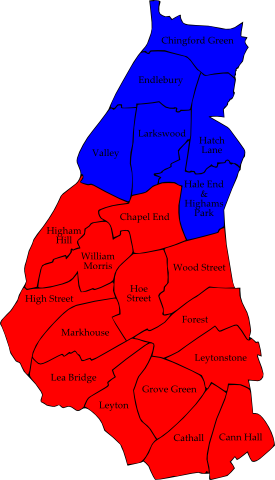 Chingford Green
Endlebury
Larkswood
Hatch
Lane
Valley
Hale End
&
Highams
Park
Chapel End
Higham
Hill
William
Morris
Wood Street
Hoe
Street
High Street
Forest
Markhouse
Leytonstone
Lea Bridge
Grove Green
Leyton
Cathall
Cann Hall